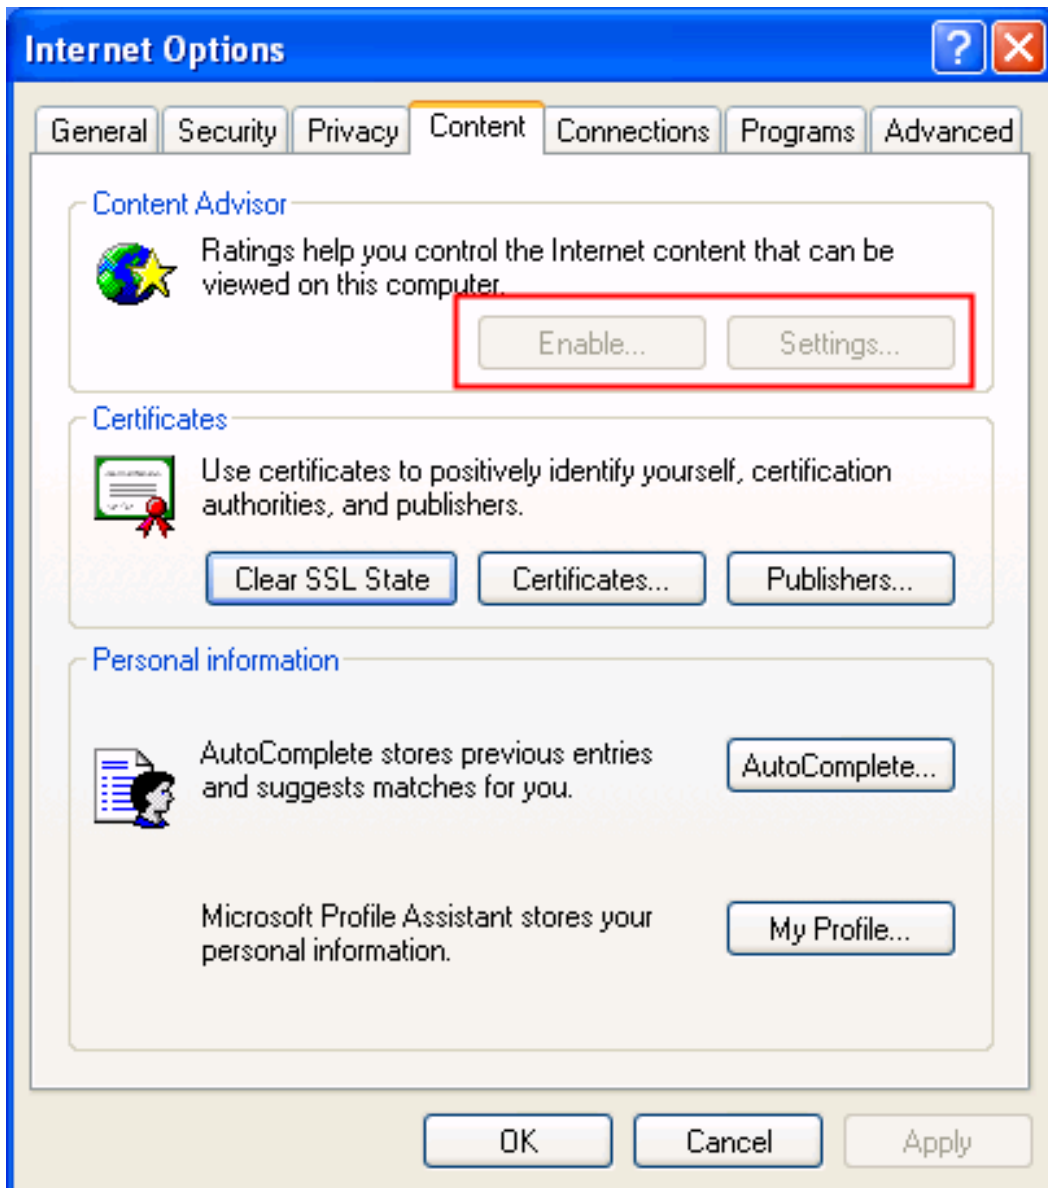 Internet Options
General Security Privacy Content Connections Programs Advanced
Content Advisor
Ratings help you control the Internet content that can be
viewed on this computer.
Enable... Settings...
Certificates
Use certificates to positively identify yourself, certification
authorities, and publishers.
Clear SSL State Certificates... Publishers...
Personal information
AutoComplete stores previous entries
and suggests matches for you.
AutoComplete...
Microsoft Profile Assistant stores your
personal information.
My Profile...
OK Cancel Apply